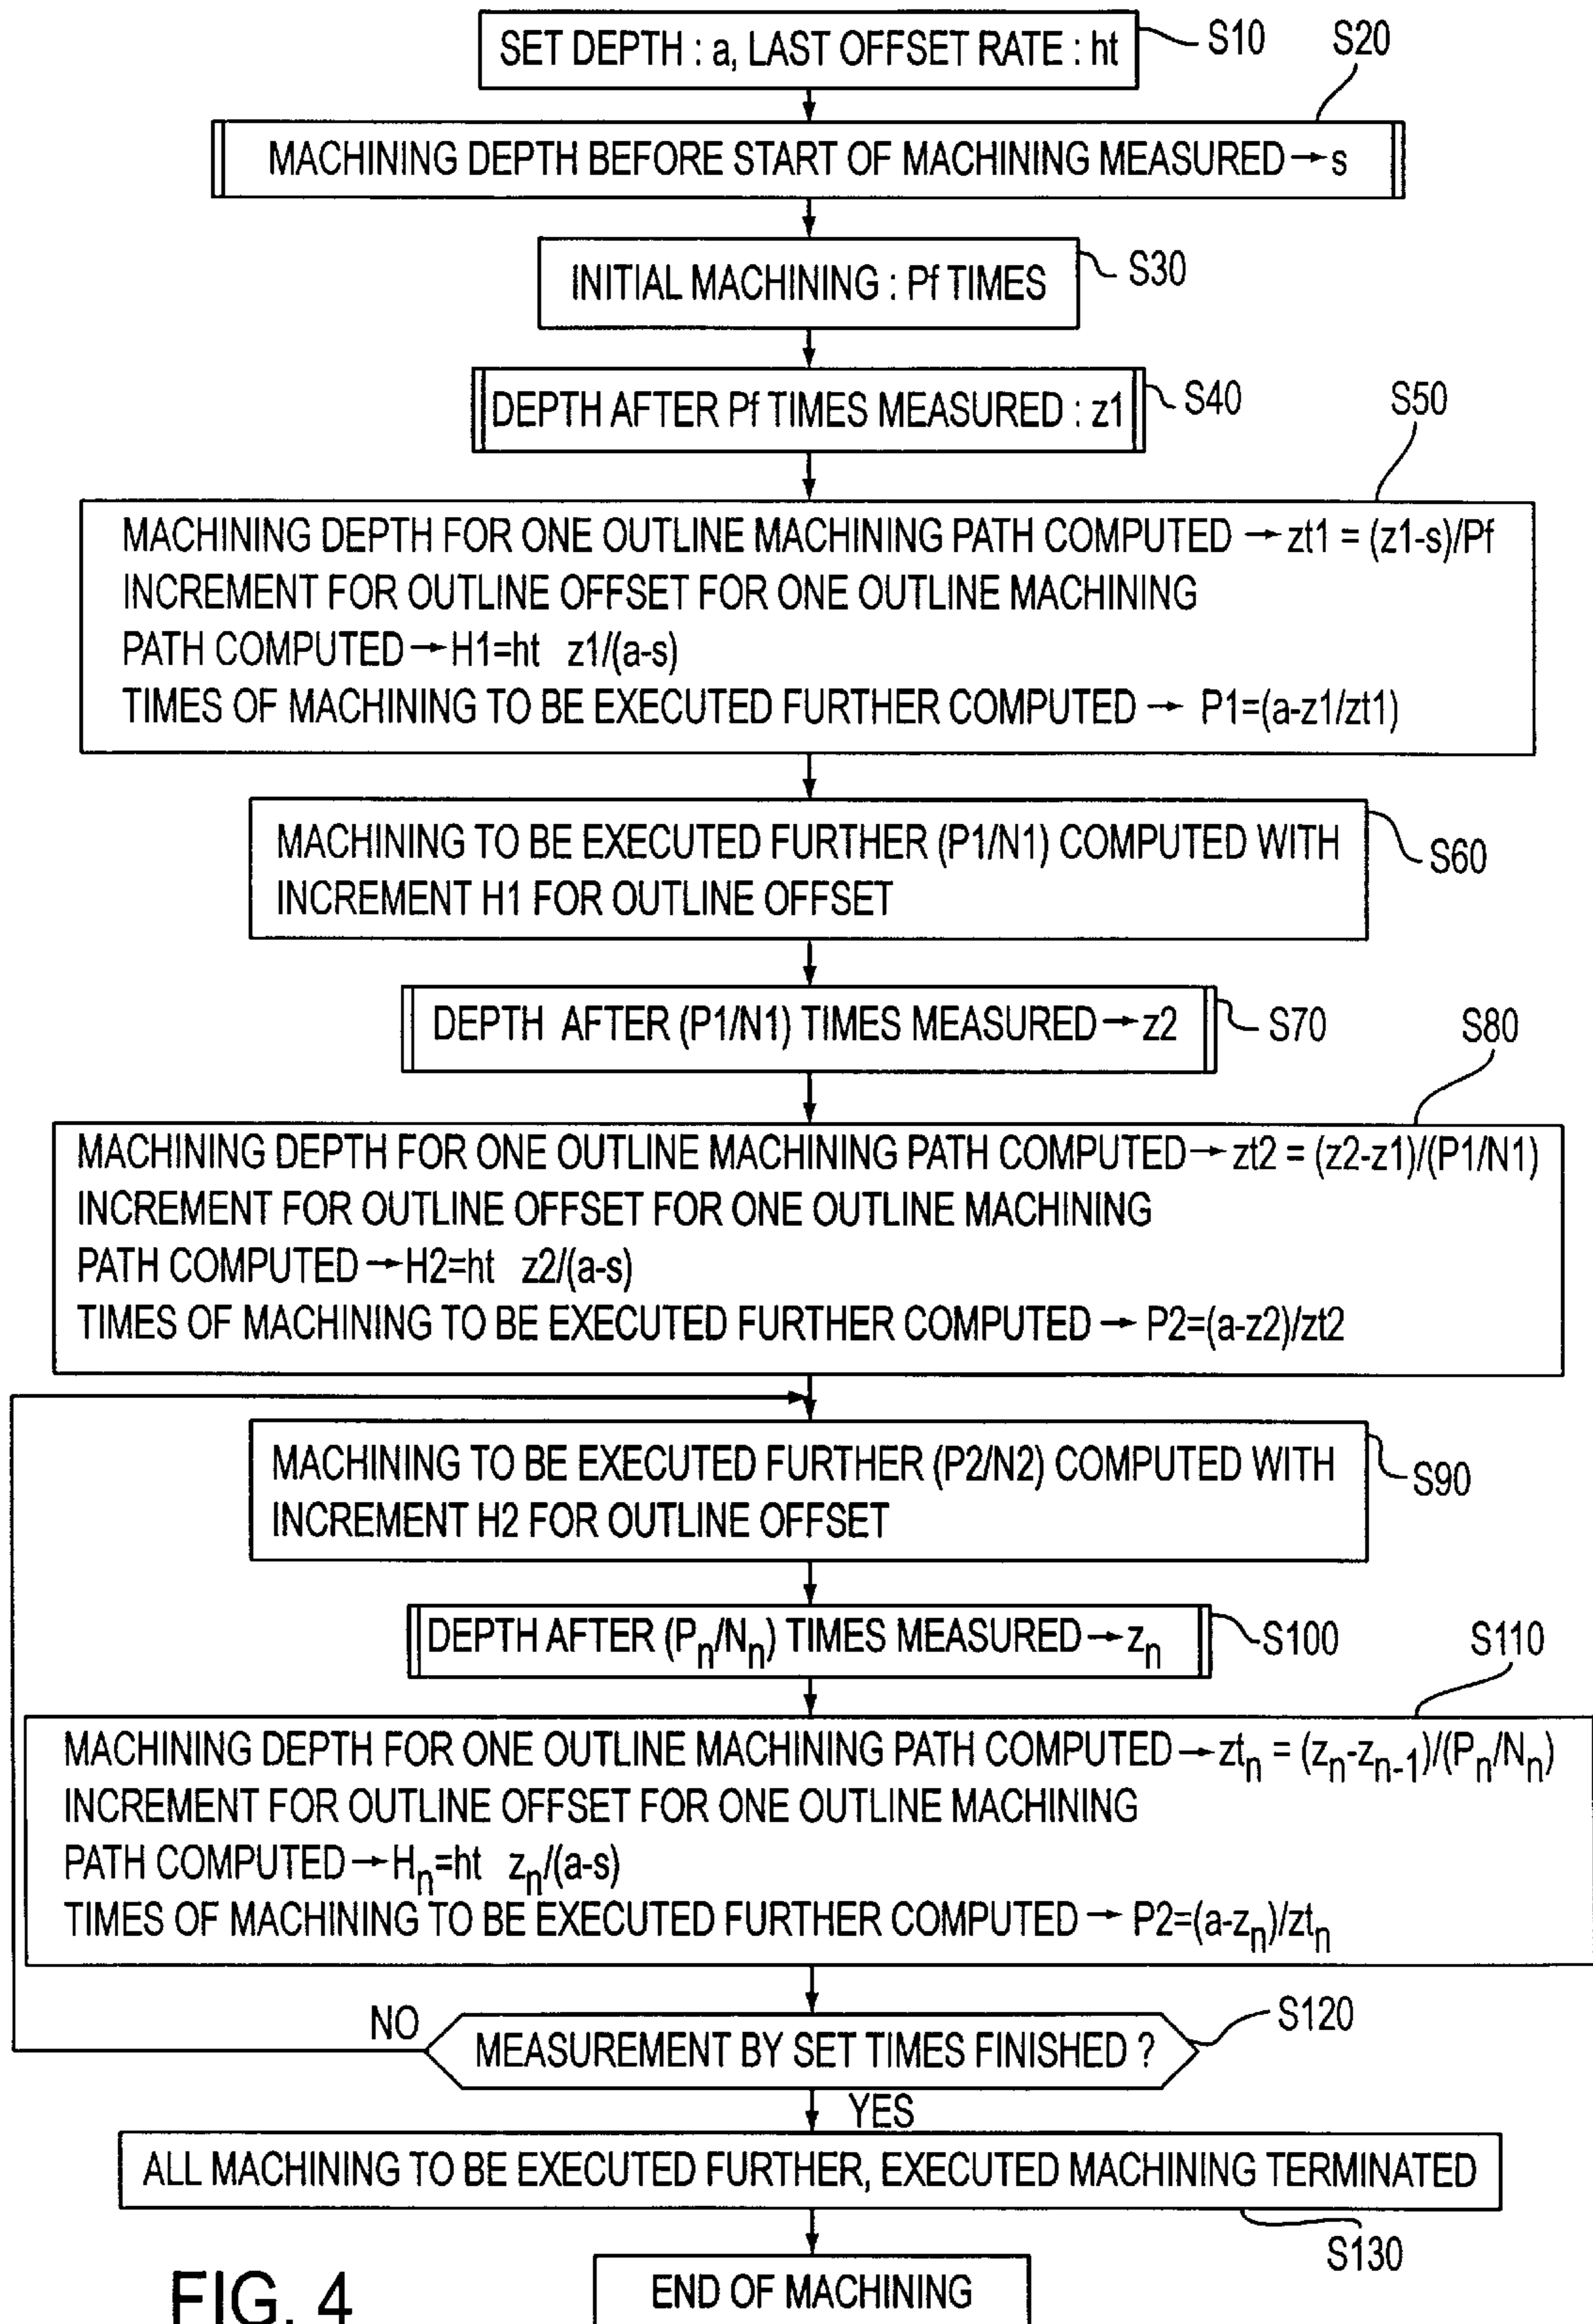 SET DEPTH : a, LAST OFFSET RATE : ht
S10
S20
MACHINING DEPTH BEFORE START OF MACHINING MEASURED→s
INITIAL MACHINING : Pf TIMES
S30
DEPTH AFTER Pf TIMES MEASURED : z1
S40
S50
MACHINING DEPTH FOR ONE OUTLINE MACHINING PATH COMPUTED → zt1 = (z1-s)/Pf
INCREMENT FOR OUTLINE OFFSET FOR ONE OUTLINE MACHINING
PATH COMPUTED→H1=ht z1/(a-s)
TIMES OF MACHINING TO BE EXECUTED FURTHER COMPUTED → P1=(a-z1/zt1)
MACHINING TO BE EXECUTED FURTHER (P1/N1) COMPUTED WITH
INCREMENT H1 FOR OUTLINE OFFSET
S60
DEPTH AFTER (P1/N1) TIMES MEASURED→z2
S70
S80
MACHINING DEPTH FOR ONE OUTLINE MACHINING PATH COMPUTED→ zt2 = (z2-z1)/(P1/N1)
INCREMENT FOR OUTLINE OFFSET FOR ONE OUTLINE MACHINING
PATH COMPUTED→H2=ht z2/(a-s)
TIMES OF MACHINING TO BE EXECUTED FURTHER COMPUTED → P2=(a-z2)/zt2
MACHINING TO BE EXECUTED FURTHER (P2/N2) COMPUTED WITH
INCREMENT H2 FOR OUTLINE OFFSET
S90
DEPTH AFTER (Pn/Nn) TIMES MEASURED→zn
S100
S110
MACHINING DEPTH FOR ONE OUTLINE MACHINING PATH COMPUTED→ztn = (zn-zn-1)/(Pn/Nn)
INCREMENT FOR OUTLINE OFFSET FOR ONE OUTLINE MACHINING
PATH COMPUTED→Hn=ht zn/(a-s)
TIMES OF MACHINING TO BE EXECUTED FURTHER COMPUTED → P2=(a-zn)/ztn
NO
MEASUREMENT BY SET TIMES FINISHED ?
S120
YES
ALL MACHINING TO BE EXECUTED FURTHER, EXECUTED MACHINING TERMINATED
S130
END OF MACHINING
FIG. 4